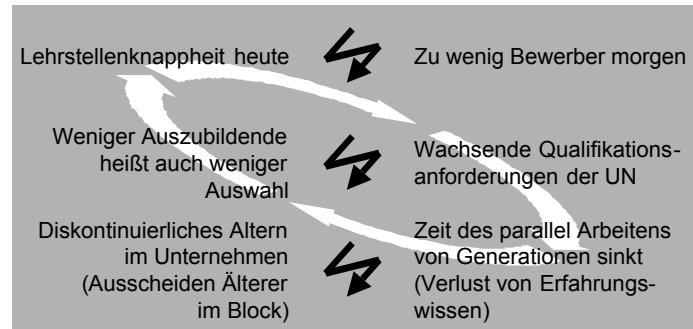 Lehrstellenknappheit heute
Zu wenig Bewerber morgen
Weniger Auszubildende
heißt auch weniger
Auswahl
Wachsende Qualifikations-
anforderungen der UN
Diskontinuierliches Altern
im Unternehmen
(Ausscheiden Älterer
im Block)
Zeit des parallel Arbeitens
von Generationen sinkt
(Verlust von Erfahrungs-
wissen)